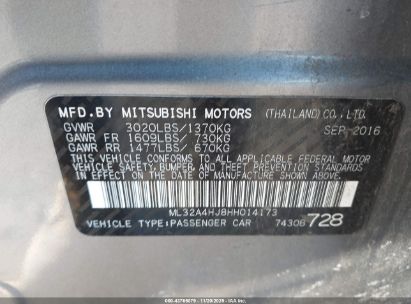 MFD.BY MITSUBISHI MOTORS (THAILAND) CO.,LTD.
GVWR 3020LBS/1370KG SEP 2016
GAWR FR 1609LBS/ 730KG
GAWR RR 1477LBS/ 670KG
THIS VEHICLE CONFORMS TO ALL APPLICABLE FEDERAL MOTOR
VEHICLE SAFETY, BUMPER, AND THEFT PREVENTION STANDARDS
IN EFFECT ON THE DATE OF MANUFACTURE SHOWN ABOVE.
ML32A4HJ8HH014173
VEHICLE TYPE:PASSENGER CAR 74306 728